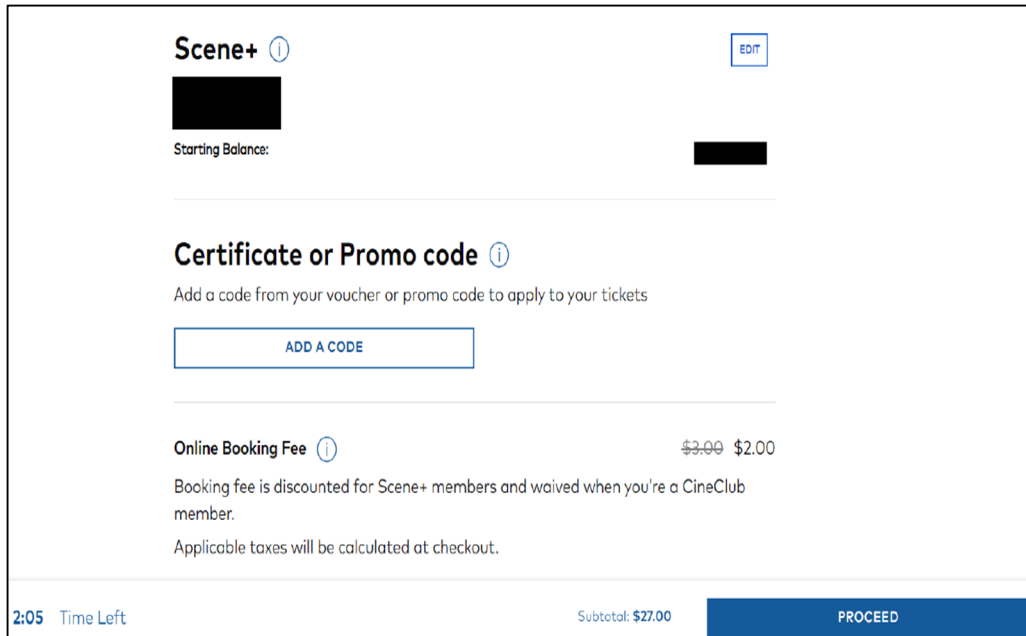 Scene+ EDIT
Starting Balance:
Certificate or Promo code
Add a code from your voucher or promo code to apply to your tickets
ADD A CODE
Online Booking Fee $3.00 $2.00
Booking fee is discounted for Scene+ members and waived when you're a CineClub
member.
Applicable taxes will be calculated at checkout.
2:05 Time Left Subtotal: $27.00 PROCEED